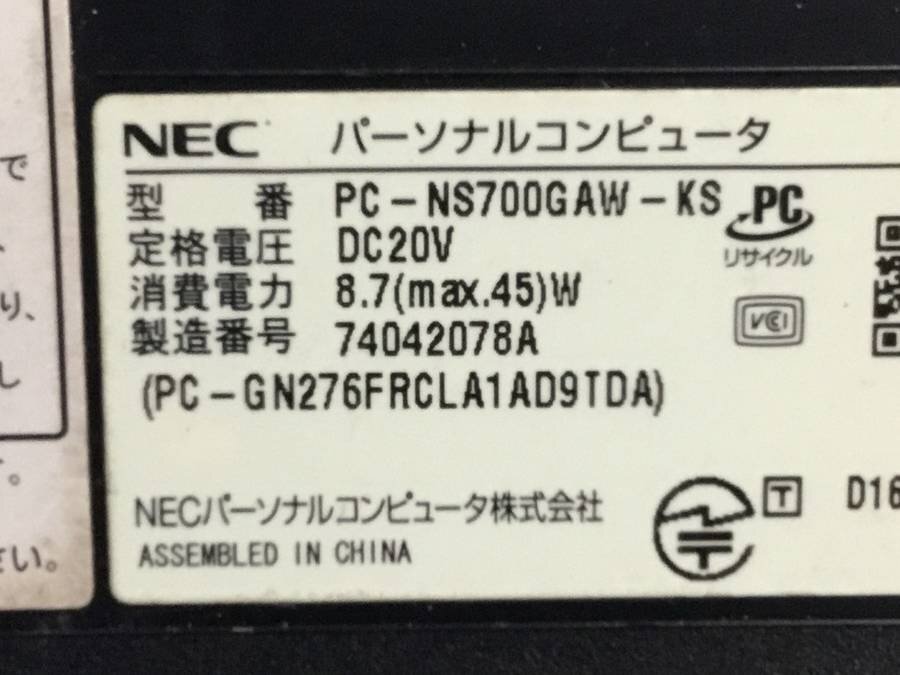 NEC パーソナルコンピュータ
型 番 PC-NS700GAW-KS
定格電圧 DC20V
消費電力 8.7(max.45)W
製造番号 74042078A
(PC-GN276FRCLA1AD9TDA)
PC
リサイクル
VCCI
NECパーソナルコンピュータ株式会社
ASSEMBLED IN CHINA
T D16
で
、
り、
し
。
さい。